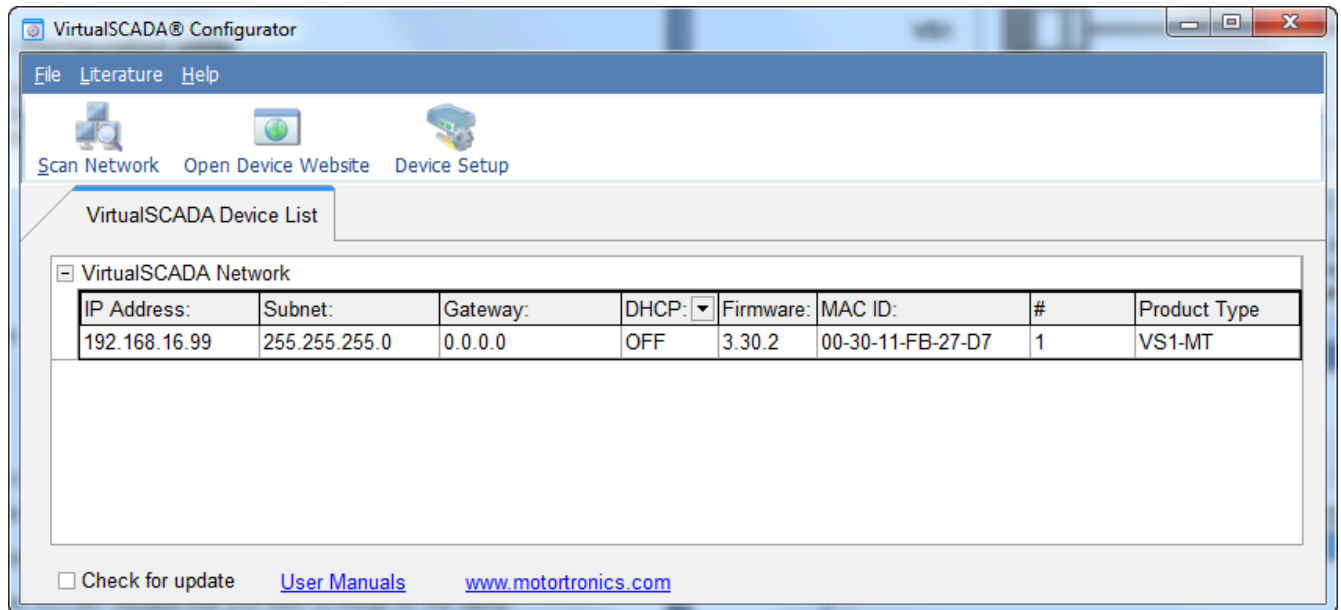 VirtualSCADA® Configurator
File Literature Help
Scan Network Open Device Website Device Setup
VirtualSCADA Device List
VirtualSCADA Network
IP Address: Subnet: Gateway: DHCP: Firmware: MAC ID: # Product Type
192.168.16.99 255.255.255.0 0.0.0.0 OFF 3.30.2 00-30-11-FB-27-D7 1 VS1-MT
Check for update User Manuals www.motortronics.com